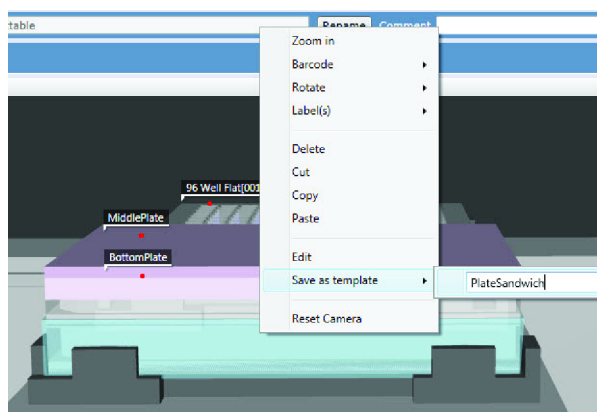 table
Rename Comment
Zoom in
Barcode
Rotate
Label(s)
Delete
Cut
Copy
Paste
Edit
Save as template
PlateSandwich
Reset Camera
96 Well Flat[001
MiddlePlate
BottomPlate